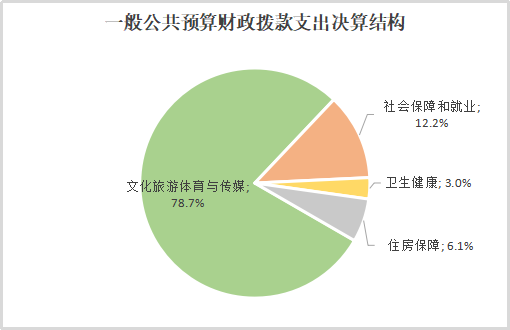 一般公共预算财政拨款支出决算结构
社会保障和就业;
12.2%
文化旅游体育与传媒;
78.7%
卫生健康; 3.0%
住房保障; 6.1%